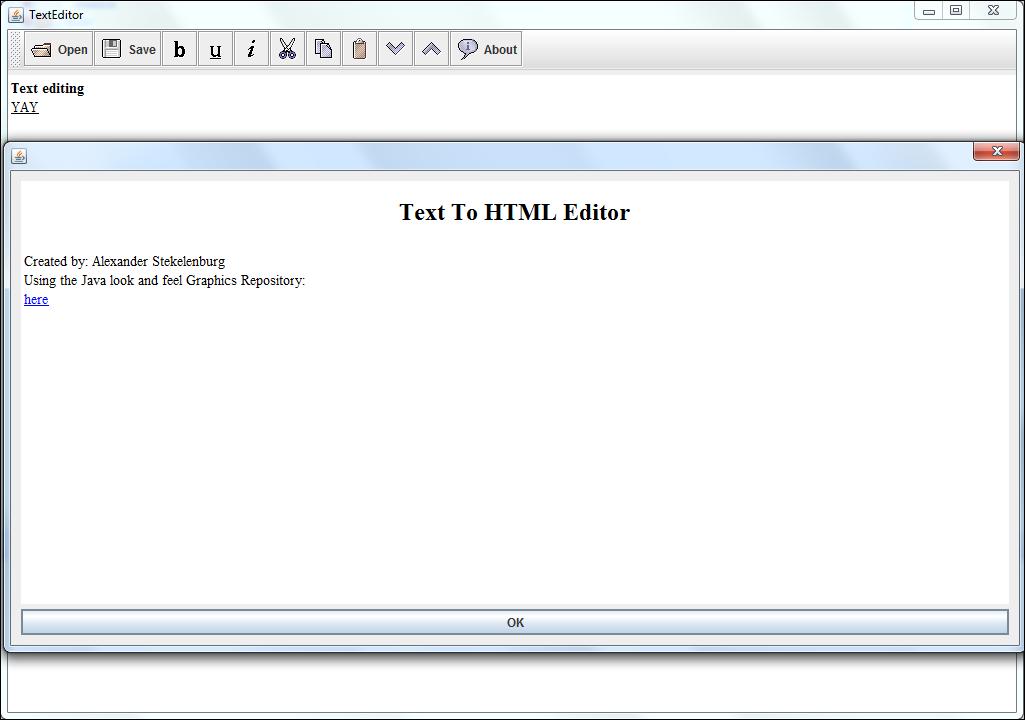 TextEditor
Open Save b u i About
Text editing
YAY
Text To HTML Editor
Created by: Alexander Stekelenburg
Using the Java look and feel Graphics Repository:
here
OK